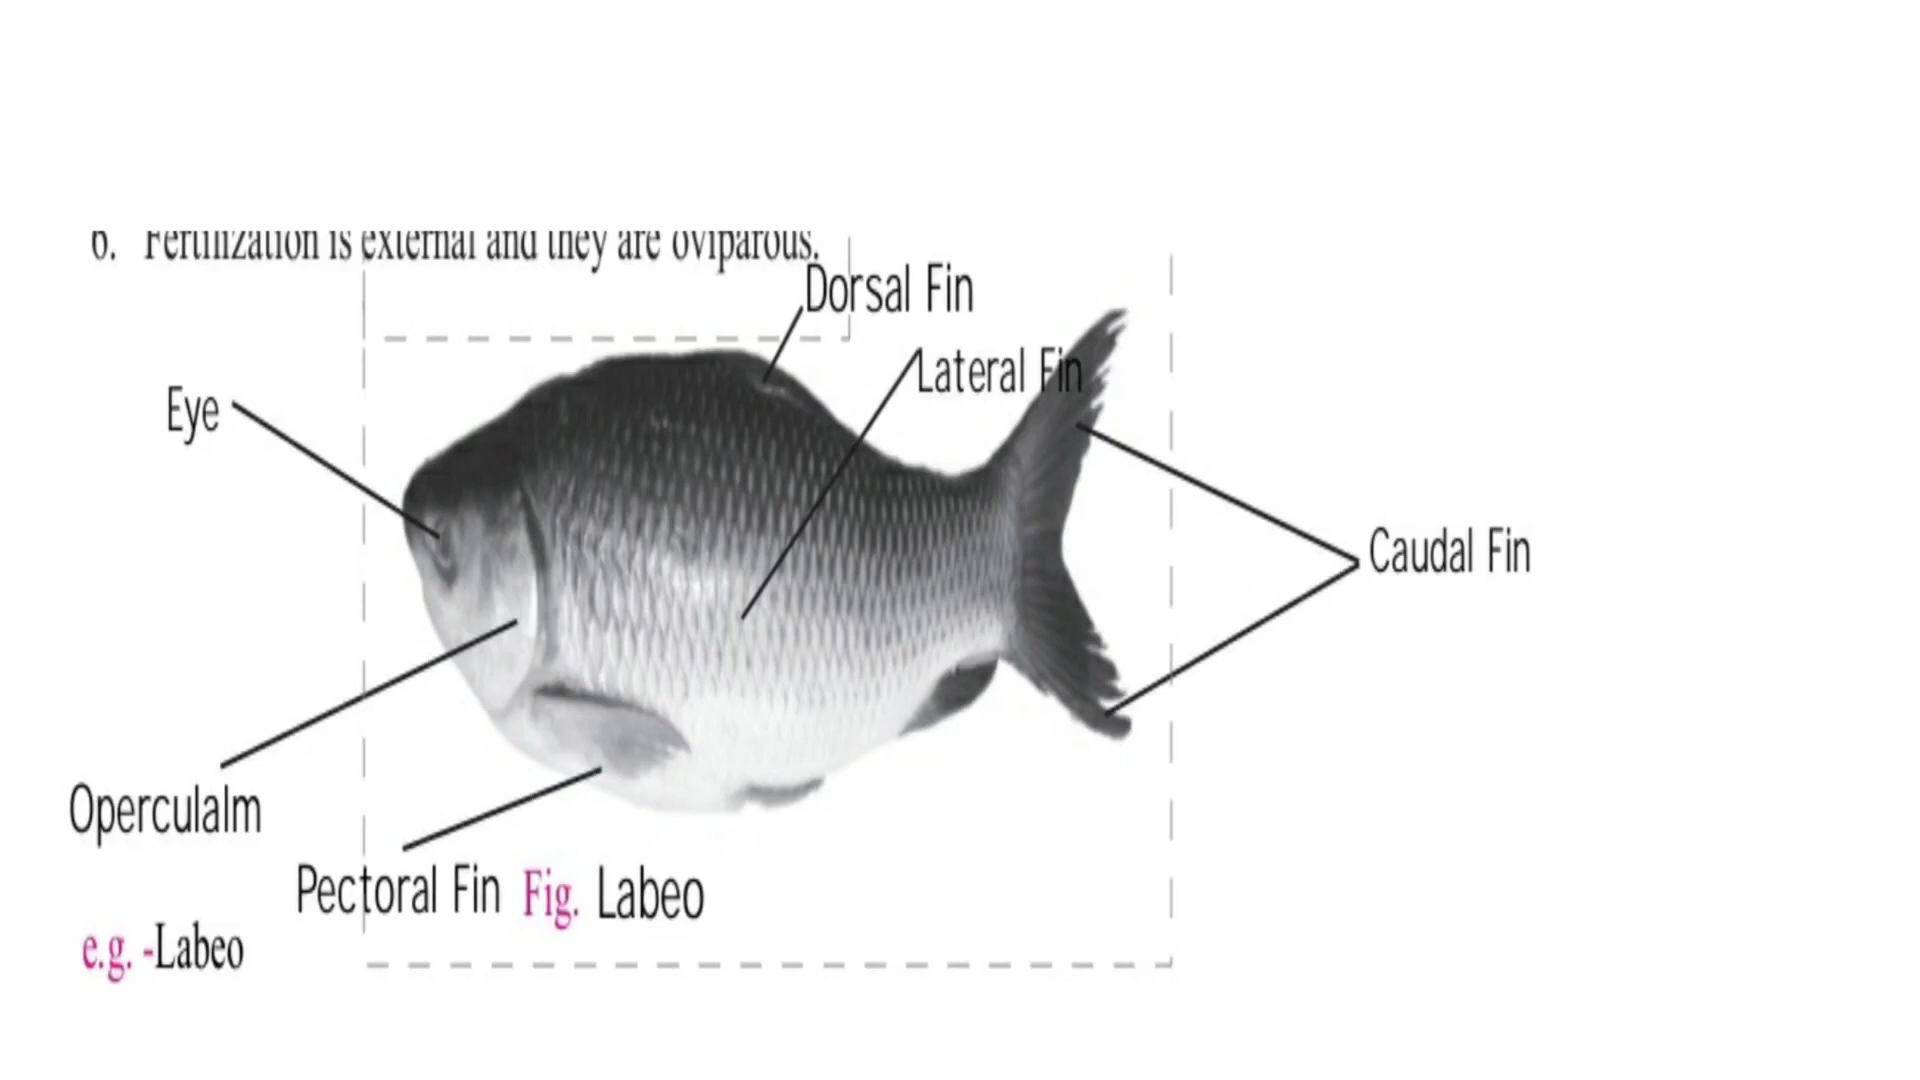 6. Fertilization is external and they are oviparous.
Dorsal Fin
Lateral Fin
Eye
Caudal Fin
Operculalm
Pectoral Fin Fig. Labeo
e.g. -Labeo